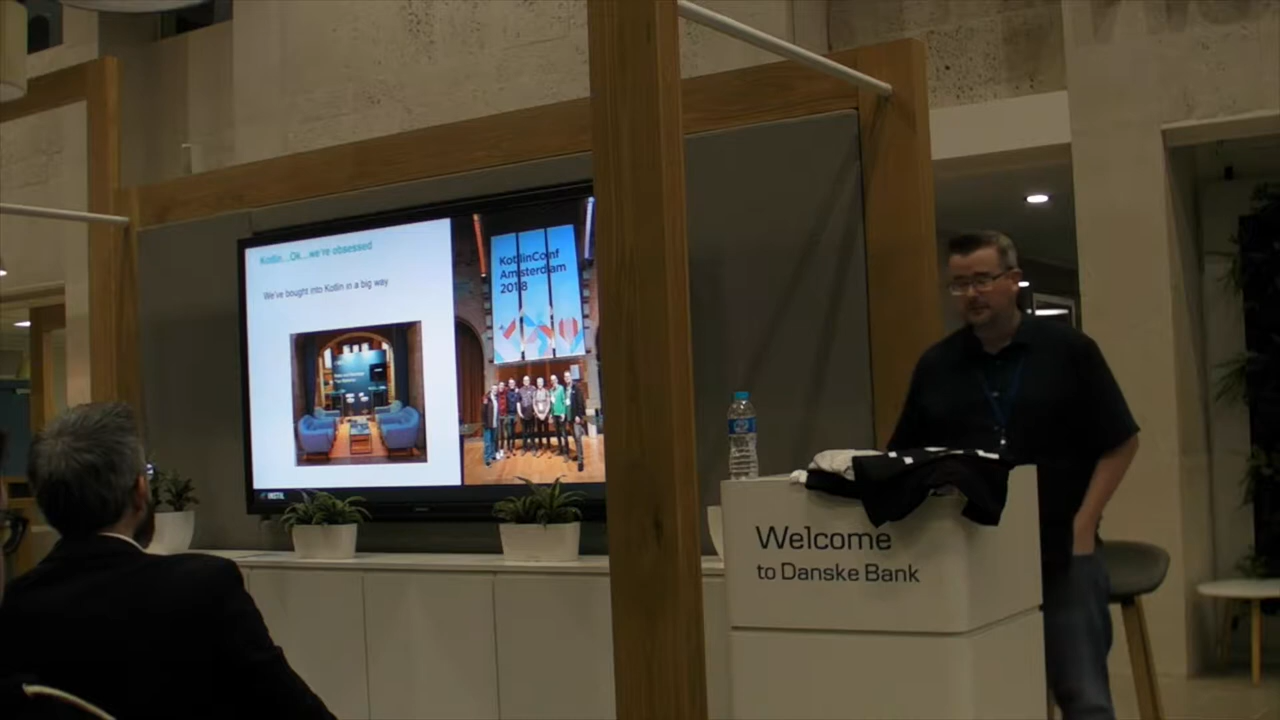 Kotlin...Ok...we're obsessed
We've bought into Kotlin in a big way
KotlinConf
Amsterdam
2018
INSTIL
Welcome
to Danske Bank